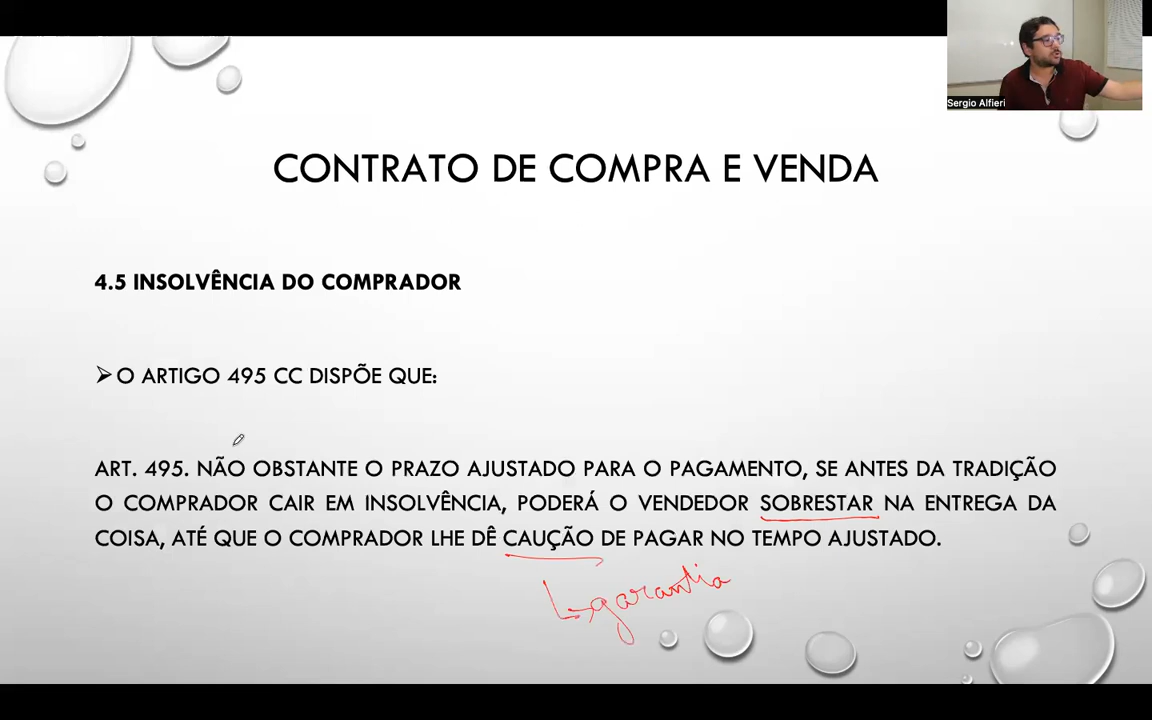 Sergio Alfieri
CONTRATO DE COMPRA E VENDA
4.5 INSOLVÊNCIA DO COMPRADOR
O ARTIGO 495 CC DISPÕE QUE:
ART. 495. NÃO OBSTANTE O PRAZO AJUSTADO PARA O PAGAMENTO, SE ANTES DA TRADIÇÃO
O COMPRADOR CAIR EM INSOLVÊNCIA, PODERÁ O VENDEDOR SOBRESTAR NA ENTREGA DA
COISA, ATÉ QUE O COMPRADOR LHE DÊ CAUÇÃO DE PAGAR NO TEMPO AJUSTADO.
garantia